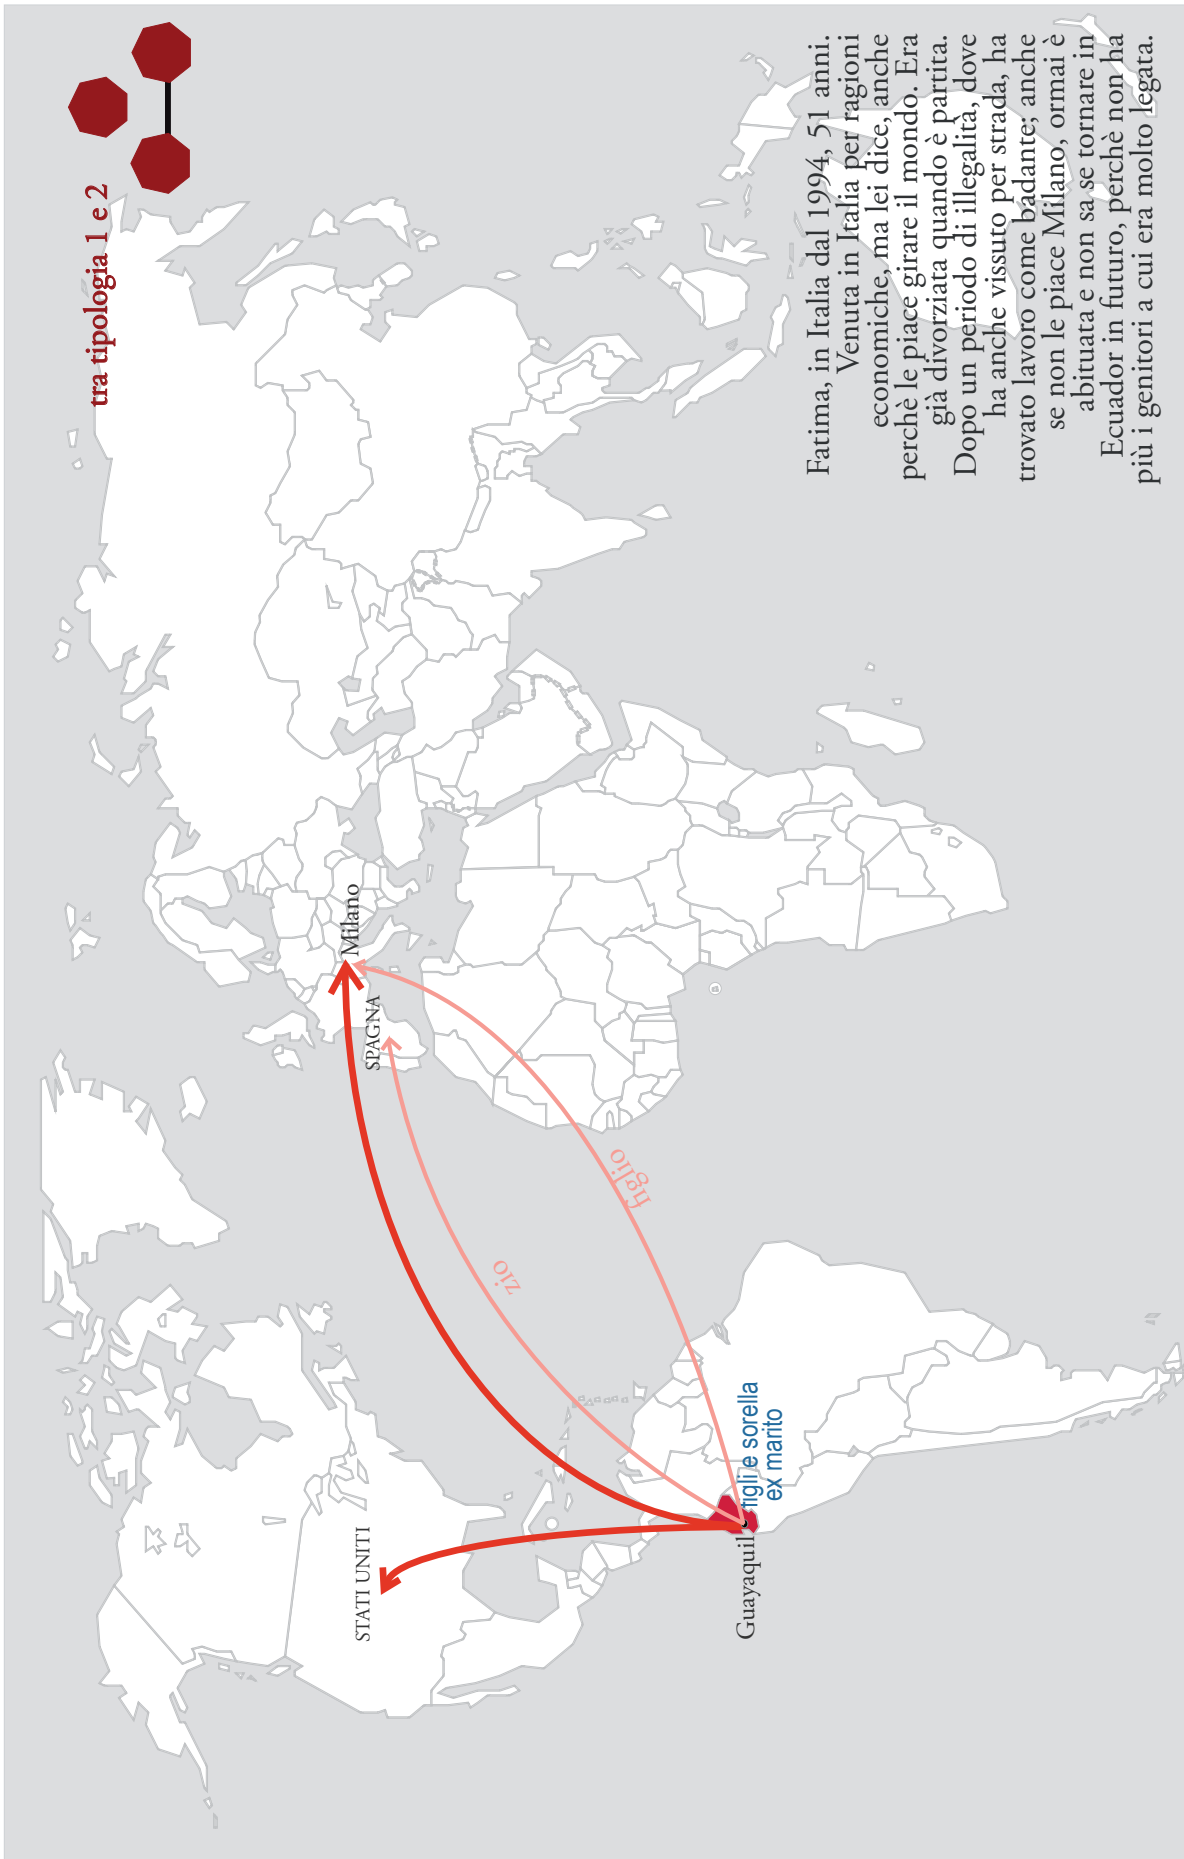 tra tipologia 1 e 2
STATI UNITI
SPAGNA
Milano
zio
figlio
Guayaquil
figli e sorella
ex marito
Fatima, in Italia dal 1994, 51 anni.
Venuta in Italia per ragioni
economiche, ma lei dice, anche
perchè le piace girare il mondo. Era
già divorziata quando è partita.
Dopo un periodo di illegalità, dove
ha anche vissuto per strada, ha
trovato lavoro come badante; anche
se non le piace Milano, ormai è
abituata e non sa se tornare in
Ecuador in futuro, perchè non ha
più i genitori a cui era molto legata.